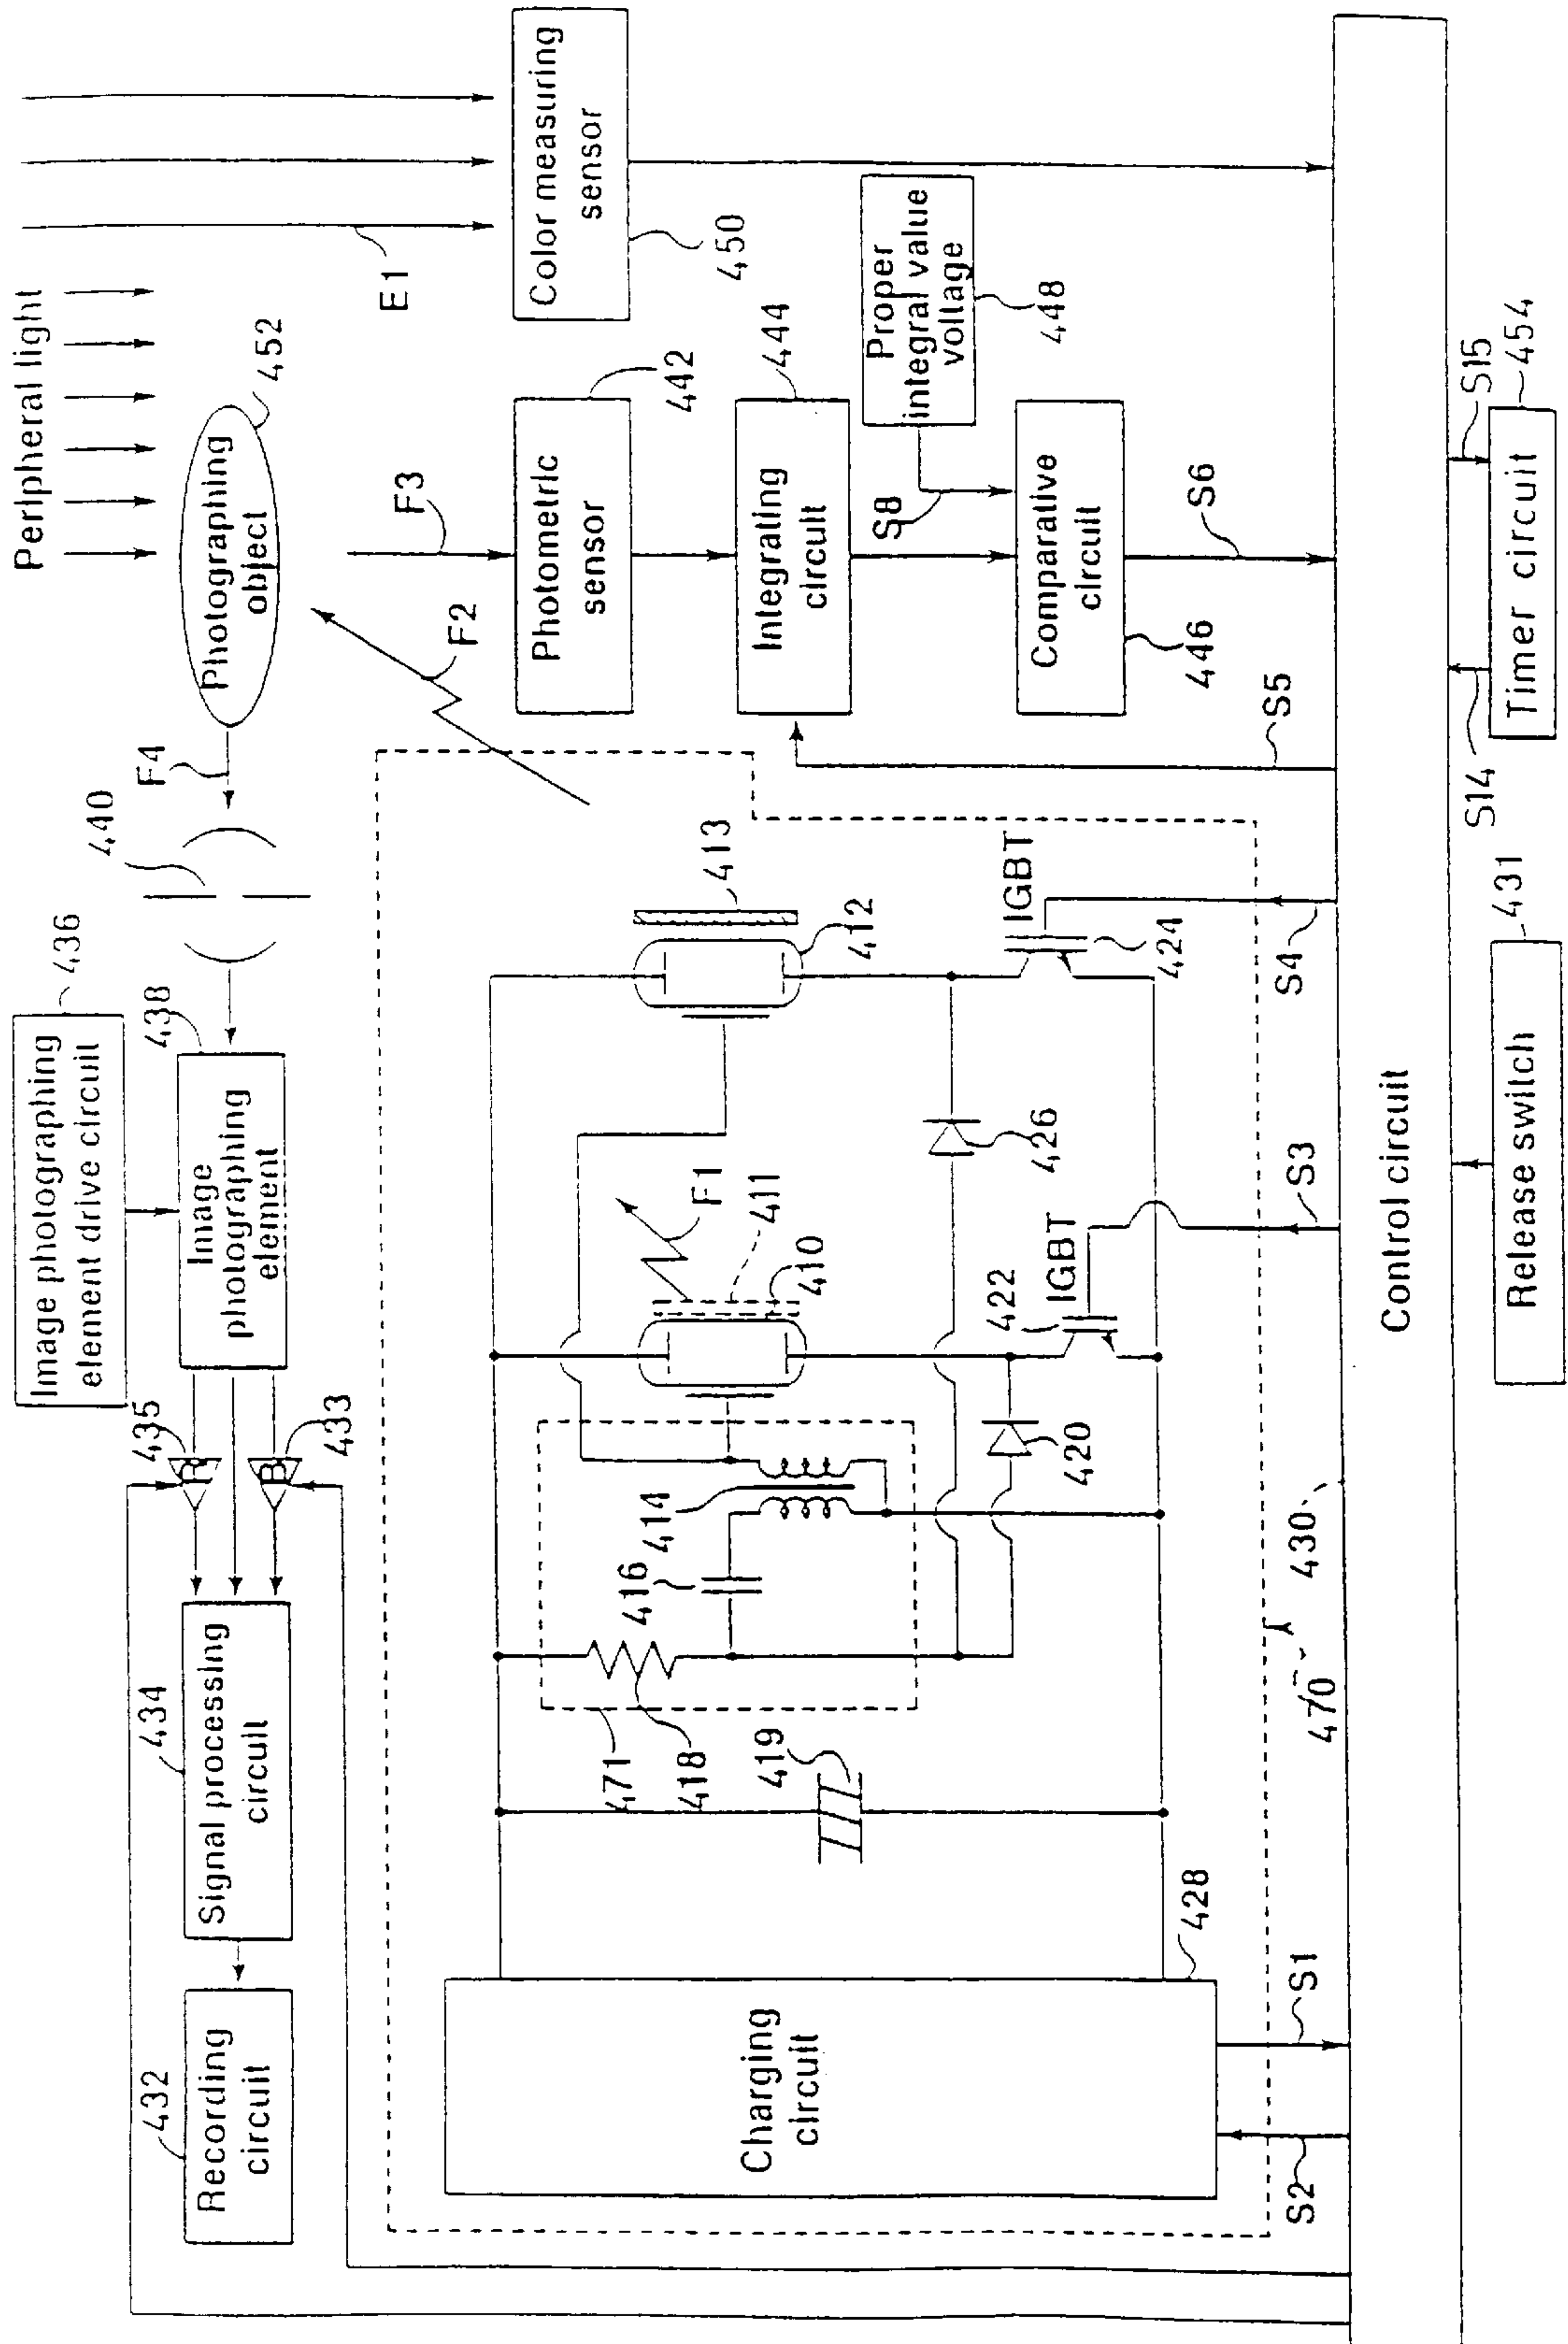 Peripheral light
Photographing
object
452
E1
Color measuring
sensor
450
F4
440
F3
F2
Photometric
sensor
442
Integrating
circuit
444
Proper
integral value
voltage
448
S8
Comparative
circuit
446
S6
S5
Image photographing
element drive circuit
436
Image
photographing
element
438
435
R
B
433
Signal processing
circuit
434
Recording
circuit
432
413
412
IGBT
424
S4
426
F1
411
410
IGBT
422
S3
420
414
416
418
471
419
Charging
circuit
428
S1
S2
470
430
Control circuit
S15
S14
Timer circuit
454
Release switch
431